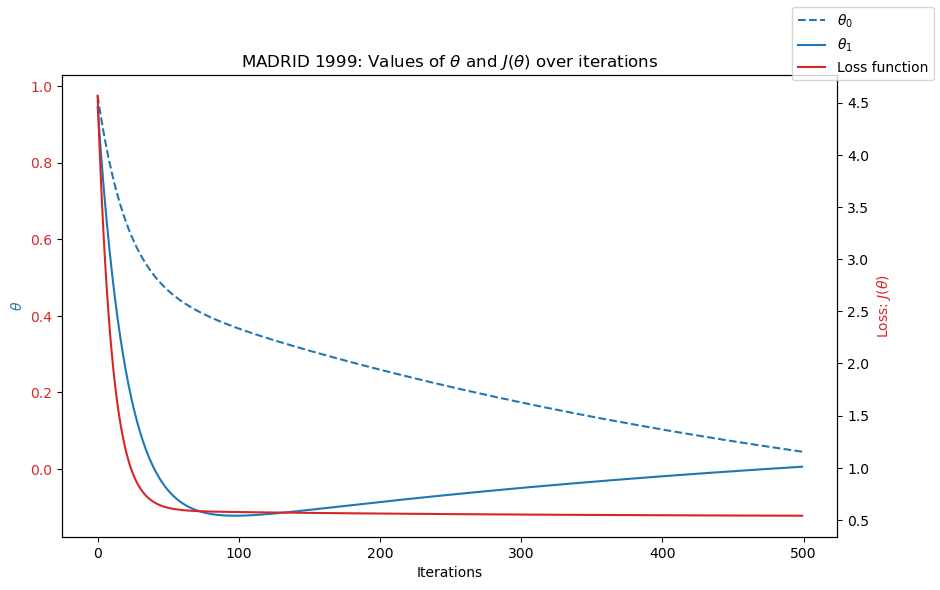 θ₀
θ₁
Loss function
MADRID 1999: Values of θ and J(θ) over iterations
1.0
0.8
0.6
0.4
0.2
0.0
θ
4.5
4.0
3.5
3.0
2.5
2.0
1.5
1.0
0.5
Loss: J(θ)
0 100 200 300 400 500
Iterations